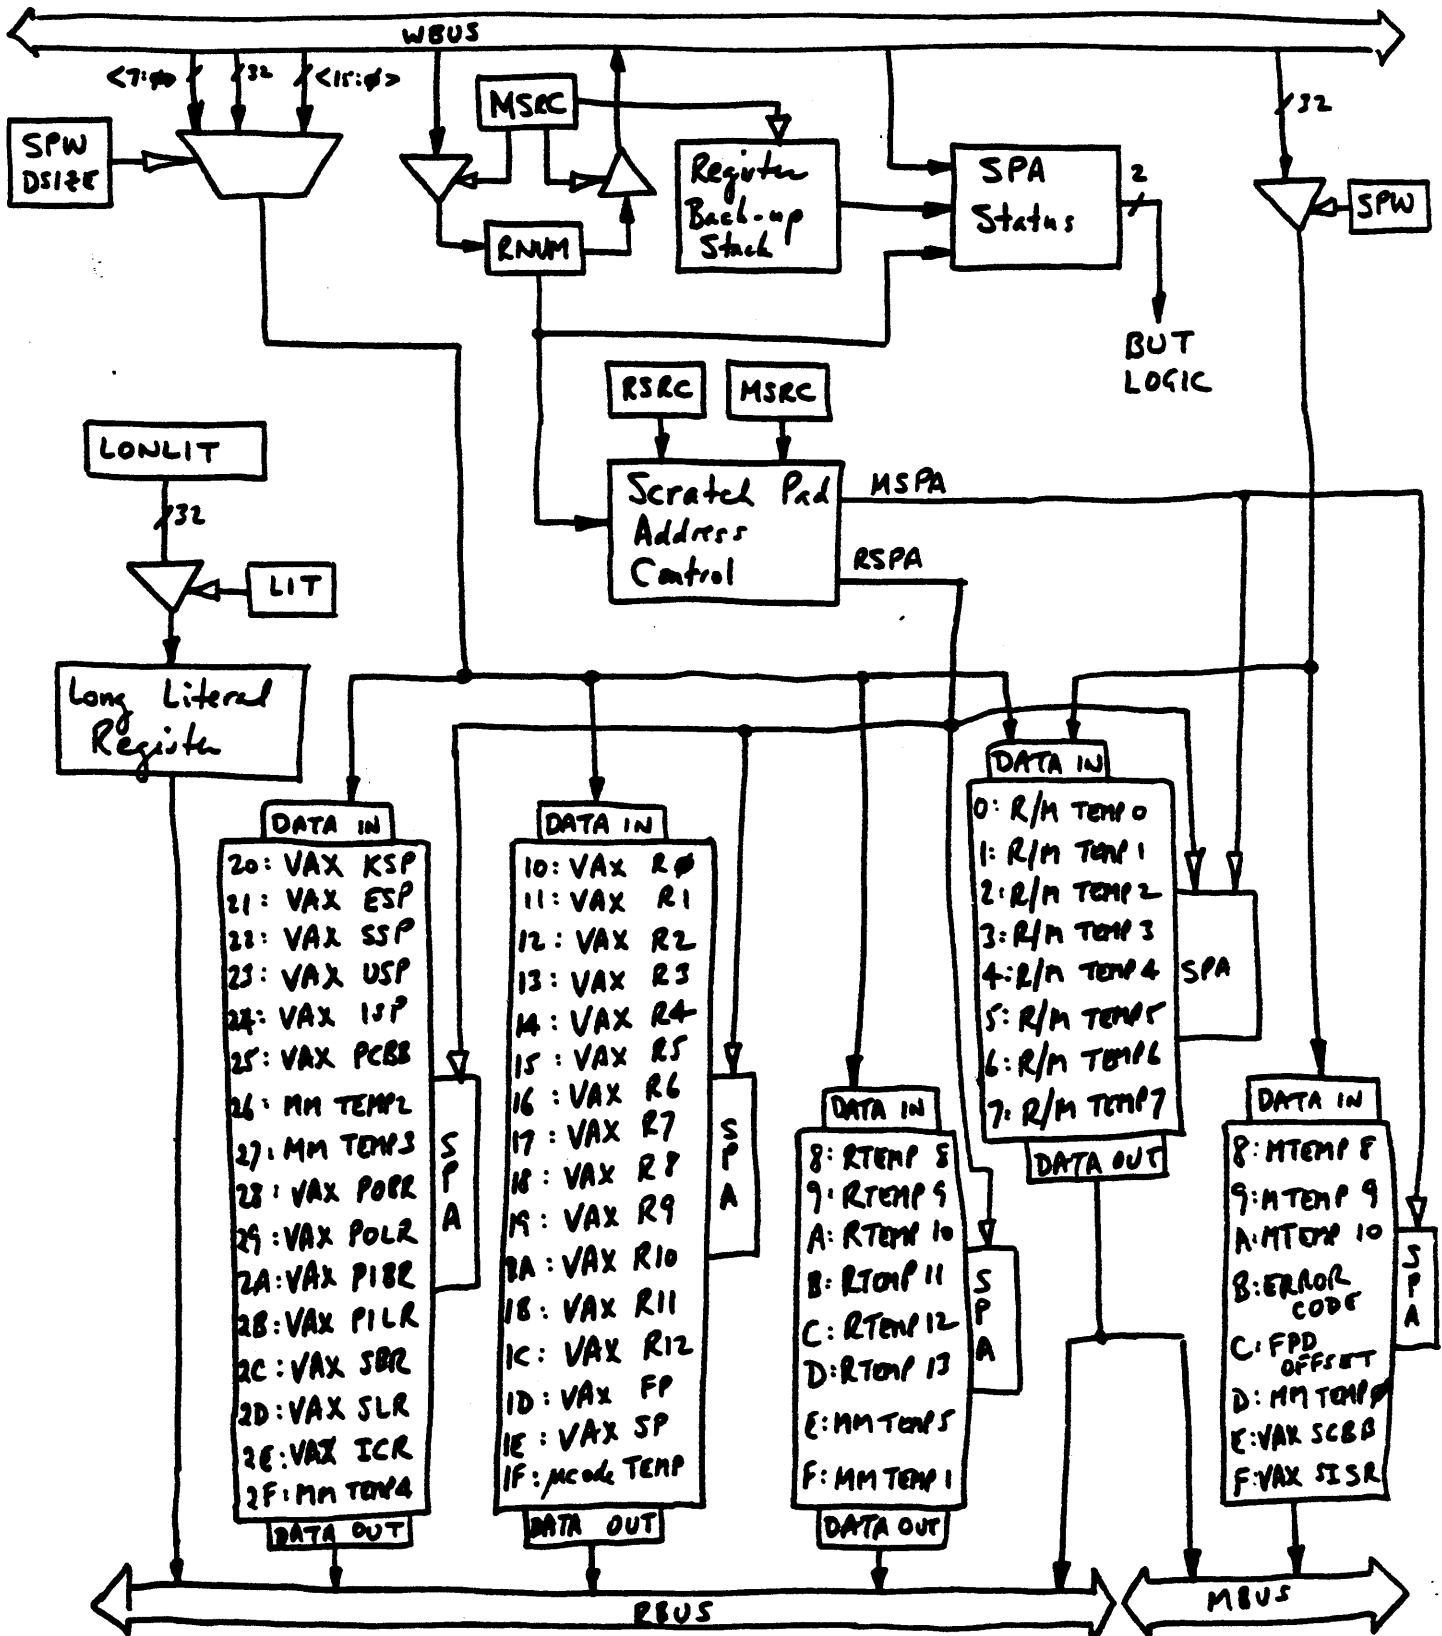 WBUS
<7:0>
32
<15:0>
SPW
DSIZE
MSRC
RNUM
Register
Back-up
Stack
SPA
Status
2
32
SPW
BUT
LOGIC
LONLIT
32
LIT
Long Literal
Register
RSRC
MSRC
Scratch Pad
Address
Control
MSPA
RSPA
DATA IN
20: VAX KSP
21: VAX ESP
22: VAX SSP
23: VAX USP
24: VAX ISP
25: VAX PCBB
26: MM TEMP2
27: MM TEMP3
28: VAX P0BR
29: VAX P0LR
2A: VAX P1BR
2B: VAX P1LR
2C: VAX SBR
2D: VAX SLR
2E: VAX ICR
2F: MM TEMP4
DATA OUT
SPA
DATA IN
10: VAX R0
11: VAX R1
12: VAX R2
13: VAX R3
14: VAX R4
15: VAX R5
16: VAX R6
17: VAX R7
18: VAX R8
19: VAX R9
1A: VAX R10
1B: VAX R11
1C: VAX R12
1D: VAX FP
1E: VAX SP
1F: μcode TEMP
DATA OUT
SPA
DATA IN
8: RTEMP 8
9: RTEMP 9
A: RTEMP 10
B: RTEMP 11
C: RTEMP 12
D: RTEMP 13
E: MM TEMP5
F: MM TEMP 1
DATA OUT
SPA
DATA IN
0: R/M TEMP 0
1: R/M TEMP 1
2: R/M TEMP 2
3: R/M TEMP 3
4: R/M TEMP 4
5: R/M TEMP5
6: R/M TEMP6
7: R/M TEMP7
DATA OUT
SPA
DATA IN
8: MTEMP 8
9: MTEMP 9
A: MTEMP 10
B: ERROR
CODE
C: FPD
OFFSET
D: MM TEMP0
E: VAX SCBB
F: VAX SISR
SPA
RBUS
MBUS